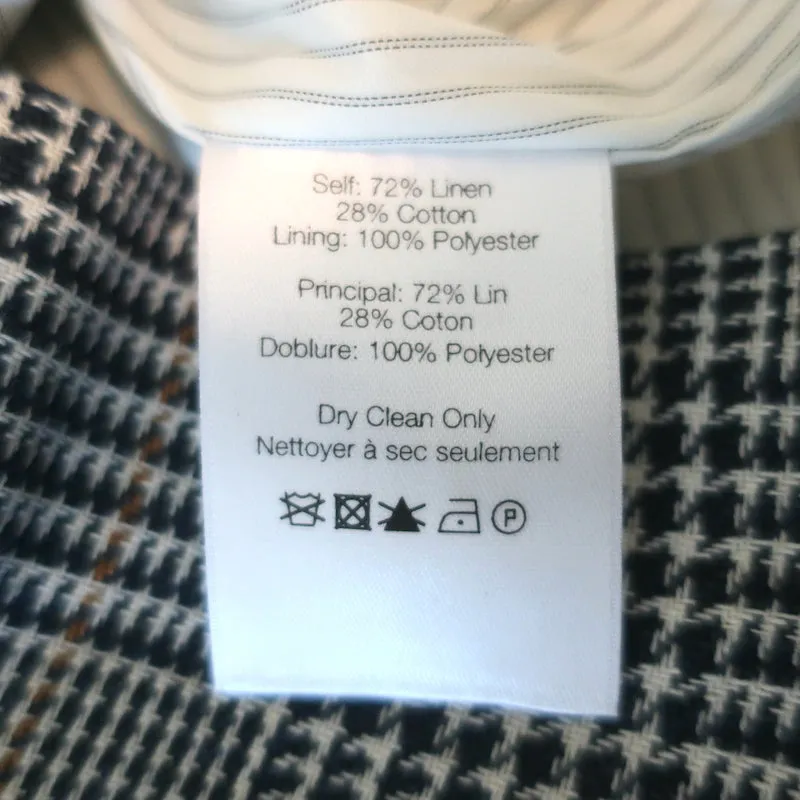 Self: 72% Linen
28% Cotton
Lining: 100% Polyester
Principal: 72% Lin
28% Coton
Doblure: 100% Polyester
Dry Clean Only
Nettoyer à sec seulement
P